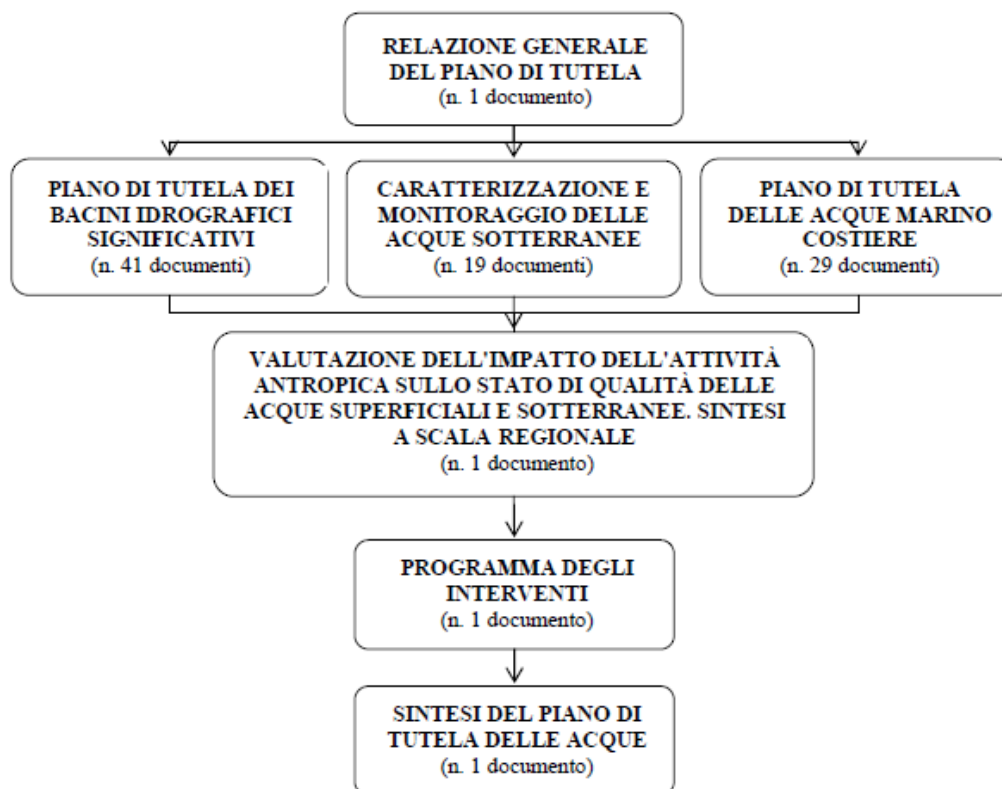 RELAZIONE GENERALE
DEL PIANO DI TUTELA
(n. 1 documento)
PIANO DI TUTELA DEI
BACINI IDROGRAFICI
SIGNIFICATIVI
(n. 41 documenti)
CARATTERIZZAZIONE E
MONITORAGGIO DELLE
ACQUE SOTTERRANEE
(n. 19 documenti)
PIANO DI TUTELA
DELLE ACQUE MARINO
COSTIERE
(n. 29 documenti)
VALUTAZIONE DELL'IMPATTO DELL'ATTIVITÀ
ANTROPICA SULLO STATO DI QUALITÀ DELLE
ACQUE SUPERFICIALI E SOTTERRANEE. SINTESI
A SCALA REGIONALE
(n. 1 documento)
PROGRAMMA DEGLI
INTERVENTI
(n. 1 documento)
SINTESI DEL PIANO DI
TUTELA DELLE ACQUE
(n. 1 documento)